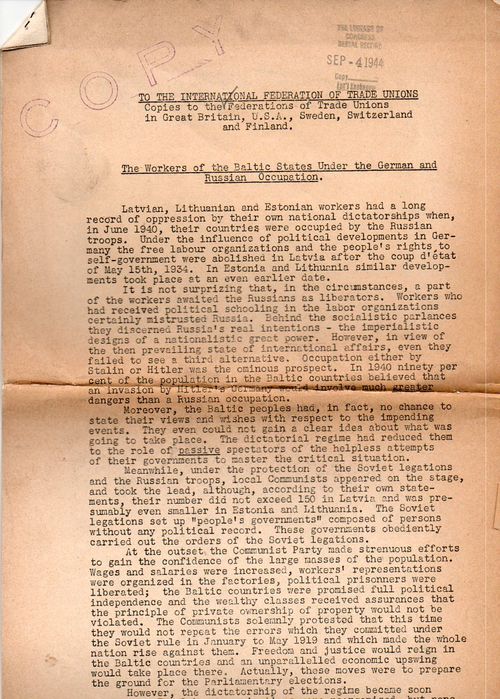 COPY
THE LIBRARY OF
CONGRESS
SERIAL RECORD
SEP -4 1944
Copy
TO THE INTERNATIONAL FEDERATION OF TRADE UNIONS
Copies to the Federations of Trade Unions
in Great Britain, U.S.A., Sweden, Switzerland
and Finland.
The Workers of the Baltic States Under the German and
Russian Occupation.
Latvian, Lithuanian and Estonian workers had a long
record of oppression by their own national dictatorships when,
in June 1940, their countries were occupied by the Russian
troops. Under the influence of political developments in Ger-
many the free labour organizations and the people's rights to
self-government were abolished in Latvia after the coup d'état
of May 15th, 1934. In Estonia and Lithuania similar develop-
ments took place at an even earlier date.
It is not surprising that, in the circumstances, a part
of the workers awaited the Russians as liberators. Workers who
had received political schooling in the labor organizations
certainly mistrusted Russia. Behind the socialistic parlances
they discerned Russia's real intentions - the imperialistic
designs of a nationalistic great power. However, in view of
the then prevailing state of international affairs, even they
failed to see a third alternative. Occupation either by
Stalin or Hitler was the ominous prospect. In 1940 ninety per
cent of the population in the Baltic countries believed that
an invasion by Hitler's Germany would involve much greater
dangers than a Russian occupation.
Moreover, the Baltic peoples had, in fact, no chance to
state their views and wishes with respect to the impending
events. They even could not gain a clear idea about what was
going to take place. The dictatorial regime had reduced them
to the role of passive spectors of the helpless attempts
of their governments to master the critical situation.
Meanwhile, under the protection of the Soviet legations
and the Russian troops, local Communists appeared on the stage,
and took the lead, although, according to their own state-
ments, their number did not exceed 150 in Latvia and was pre-
sumably even smaller in Estonia and Lithuania. The Soviet
legations set up "people's governments" composed of persons
without any political record. These governments obediently
carried out the orders of the Soviet legations.
At the outset the Communist Party made strenuous efforts
to gain the confidence of the large masses of the population.
Wages and salaries were increased, workers' representations
were organized in the factories, political prisonners were
liberated; the Baltic countries were promised full political
independence and the wealthy classes received assurances that
the principle of private ownership of property would not be
violated. The Communists solemnly protested that this time
they would not repeat the errors which they committed under
the Soviet rule in January to May 1919 and which made the whole
nation rise against them. Freedom and justice would reign in
the Baltic countries and an unparallelled economic upswing
would take place there. Actually, these moves were to prepare
the ground for the Parliamentary elections.
However, the dictatorship of the regime became soon